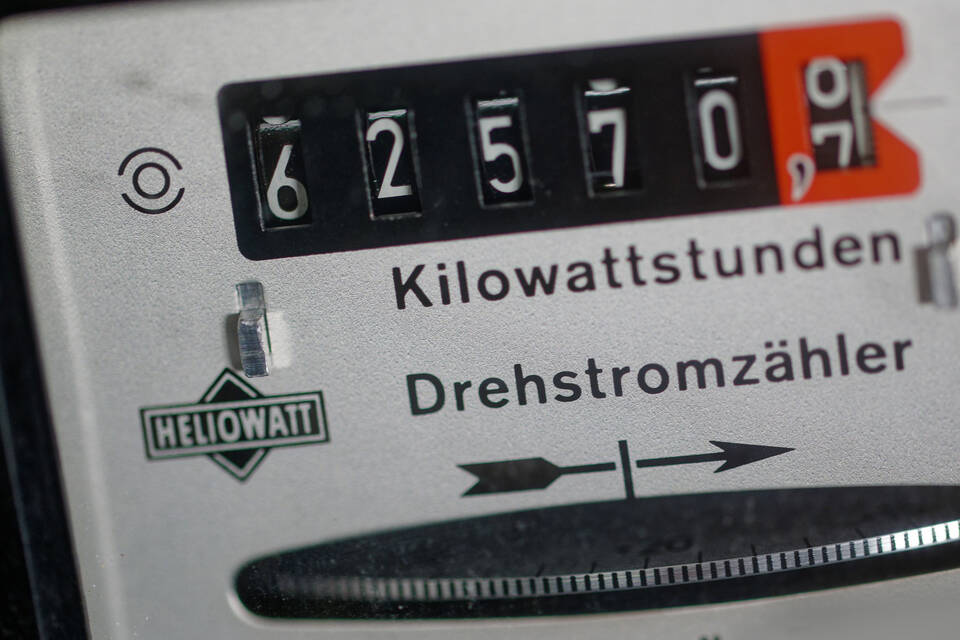 62570,7
Kilowattstunden
Drehstromzähler
HELIOWATT